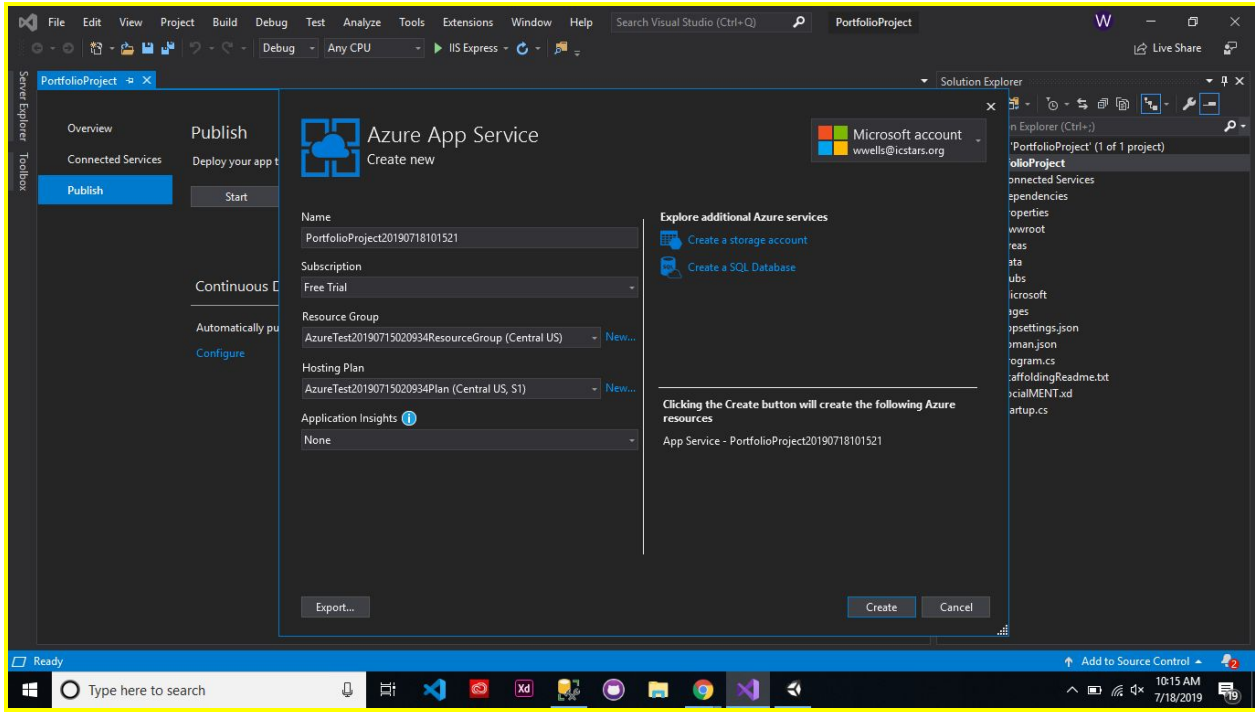 File Edit View Project Build Debug Test Analyze Tools Extensions Window Help Search Visual Studio (Ctrl+Q) PortfolioProject W
Debug Any CPU IIS Express Live Share
Server Explorer
Toolbox
PortfolioProject
Solution Explorer
Overview
Connected Services
Publish
Publish
Deploy your app t
Start
Continuous D
Automatically pu
Configure
Azure App Service
Create new
Microsoft account
wwells@icstars.org
Name
PortfolioProject20190718101521
Subscription
Free Trial
Resource Group
AzureTest20190715020934ResourceGroup (Central US) New...
Hosting Plan
AzureTest20190715020934Plan (Central US, S1) New...
Application Insights
None
Explore additional Azure services
Create a storage account
Create a SQL Database
Clicking the Create button will create the following Azure
resources
App Service - PortfolioProject20190718101521
Export... Create Cancel
n Explorer (Ctrl+;)
'PortfolioProject' (1 of 1 project)
olioProject
onnected Services
ependencies
operties
wwroot
reas
ata
ubs
icrosoft
ages
ppsettings.json
oman.json
ogram.cs
caffoldingReadme.txt
ocialMENT.xd
artup.cs
Ready Add to Source Control 2
Type here to search Xd 10:15 AM
7/18/2019 19